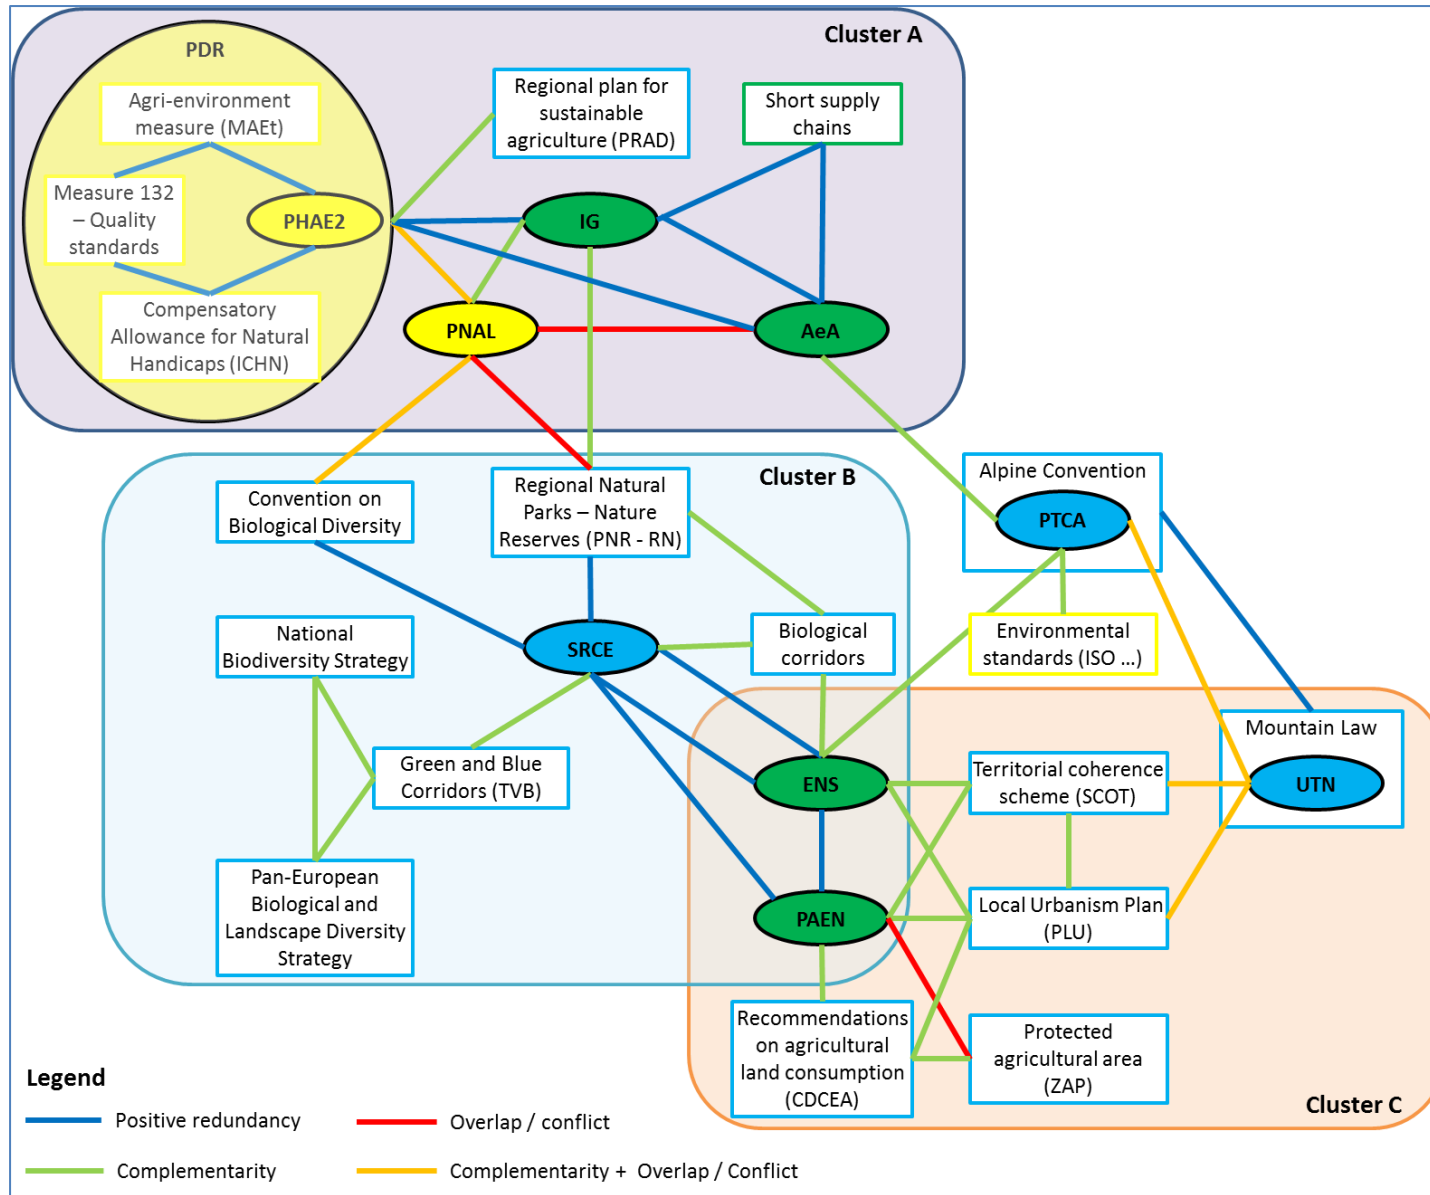 Cluster A
PDR
Agri-environment
measure (MAEt)
Measure 132
– Quality
standards
PHAE2
Compensatory
Allowance for Natural
Handicaps (ICHN)
Regional plan for
sustainable
agriculture (PRAD)
Short supply
chains
IG
PNAL
AeA
Cluster B
Convention on
Biological Diversity
Regional Natural
Parks – Nature
Reserves (PNR - RN)
Alpine Convention
PTCA
National
Biodiversity Strategy
SRCE
Biological
corridors
Environmental
standards (ISO ...)
Green and Blue
Corridors (TVB)
ENS
Territorial coherence
scheme (SCOT)
Mountain Law
UTN
Pan-European
Biological and
Landscape Diversity
Strategy
PAEN
Local Urbanism Plan
(PLU)
Recommendations
on agricultural
land consumption
(CDCEA)
Protected
agricultural area
(ZAP)
Cluster C
Legend
Positive redundancy
Overlap / conflict
Complementarity
Complementarity + Overlap / Conflict